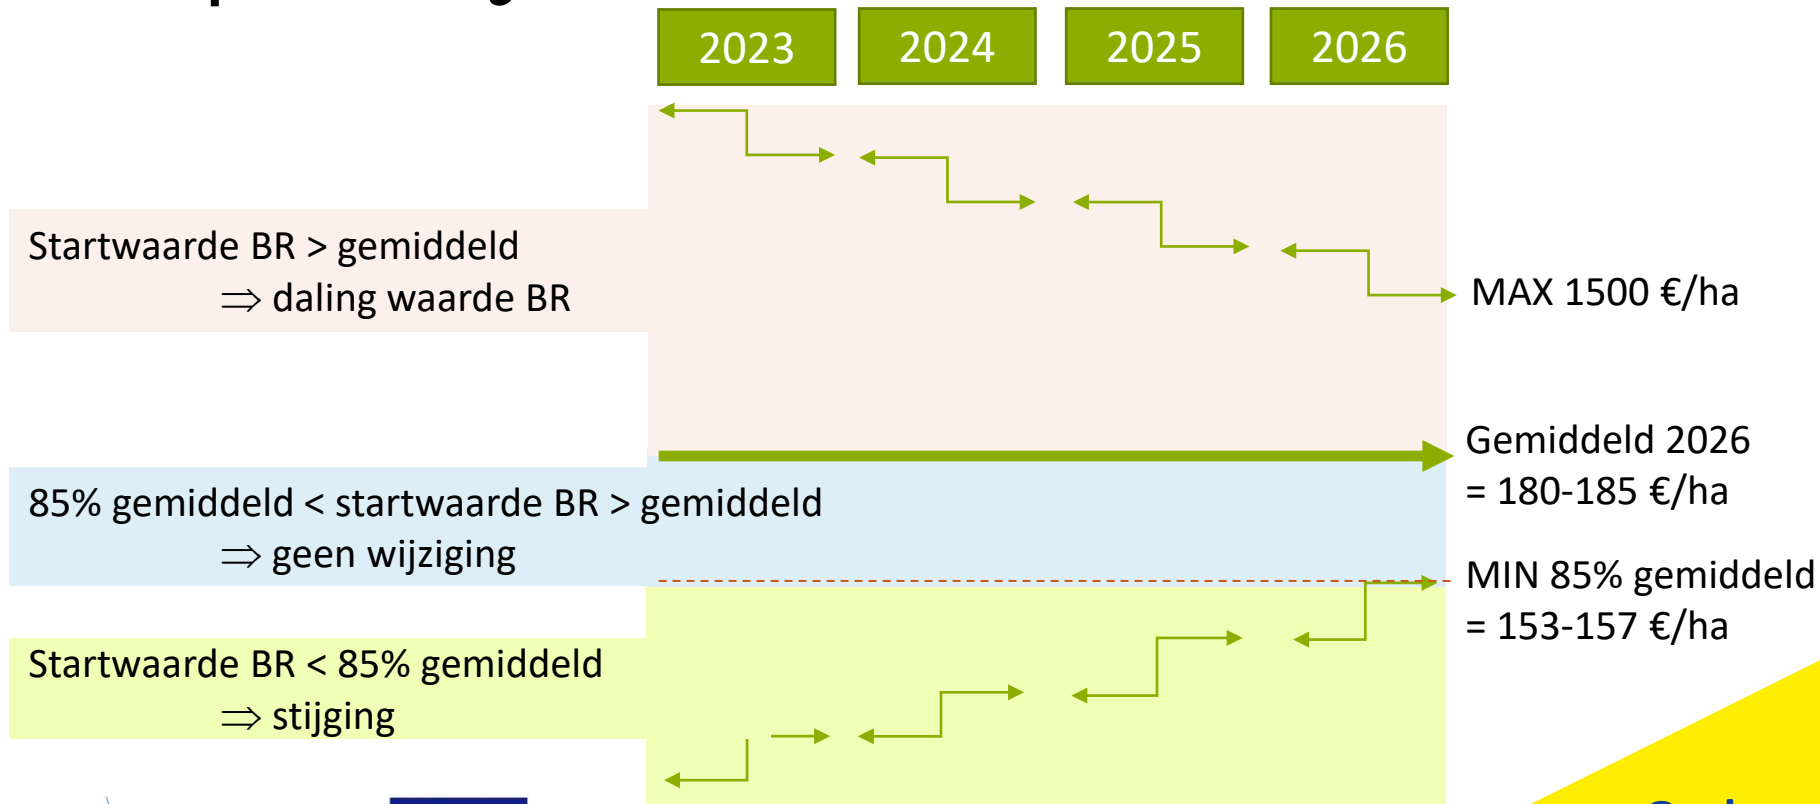 2023 2024 2025 2026
Startwaarde BR > gemiddeld
⇒ daling waarde BR
MAX 1500 €/ha
Gemiddeld 2026
= 180-185 €/ha
85% gemiddeld < startwaarde BR > gemiddeld
⇒ geen wijziging
MIN 85% gemiddeld
= 153-157 €/ha
Startwaarde BR < 85% gemiddeld
⇒ stijging